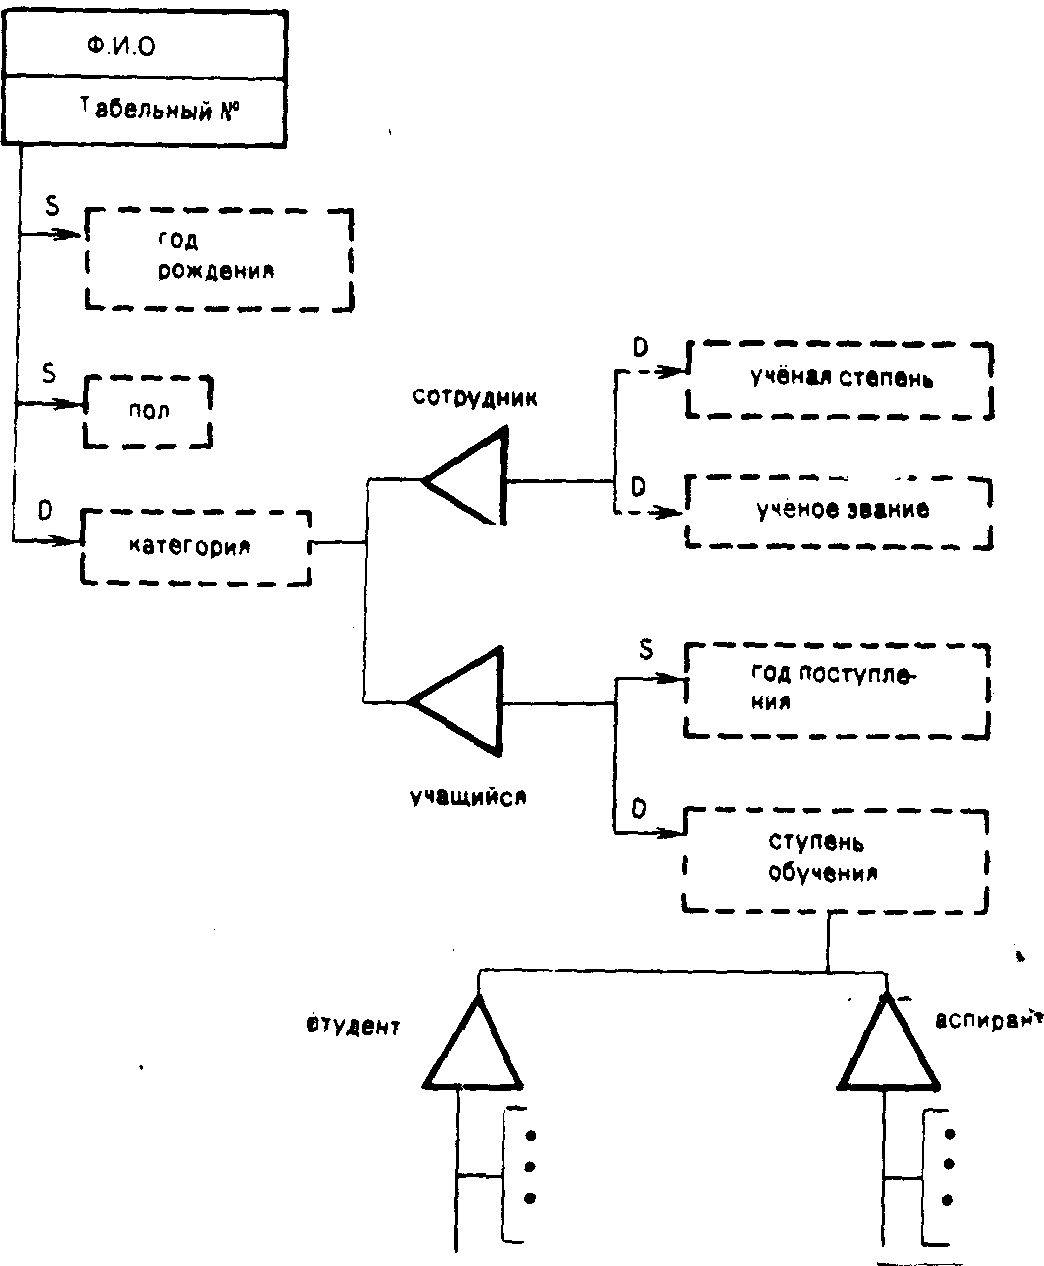 Ф.И.О
Табельный №
S
год
рождения
S
пол
D
категория
сотрудник
D
учёная степень
D
учёное звание
учащийся
S
год поступле-
ния
D
ступень
обучения
студент
аспирант